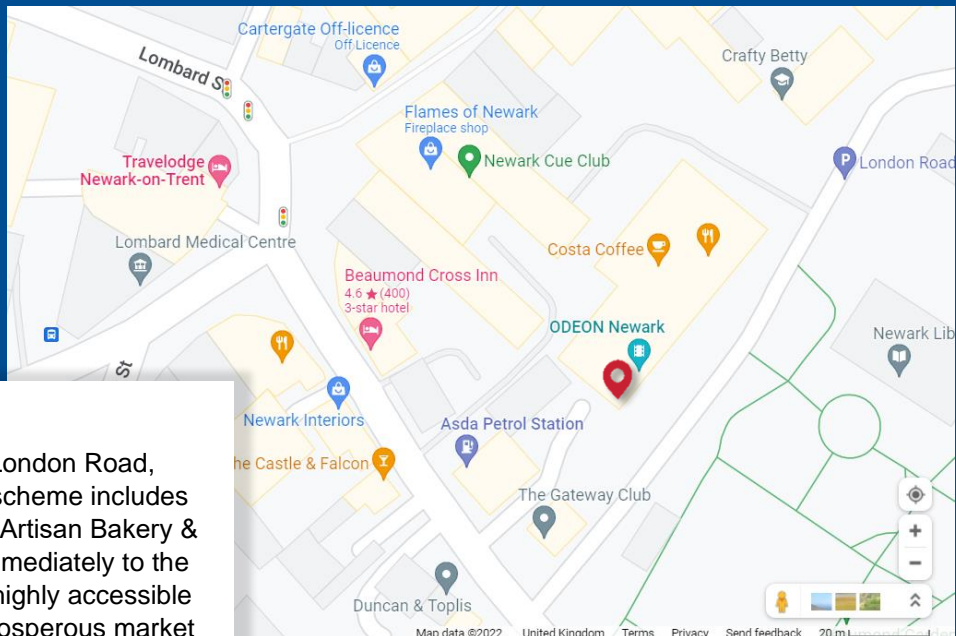 Cartergate Off-licence
Off Licence
Lombard S
Crafty Betty
Flames of Newark
Fireplace shop
Newark Cue Club
London Road
Travelodge
Newark-on-Trent
P
Lombard Medical Centre
Costa Coffee
Beaumond Cross Inn
4.6 ★ (400)
3-star hotel
ODEON Newark
Newark Lib
St
Newark Interiors
Asda Petrol Station
he Castle & Falcon
The Gateway Club
Duncan & Toplis
ondon Road,
scheme includes
Artisan Bakery &
mediately to the
highly accessible
osperous market
+
−
Map data ©2022 United Kingdom Terms Privacy Send feedback 20 m